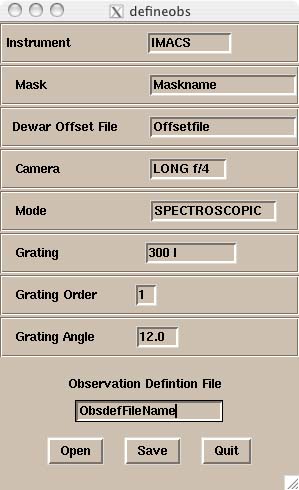 defineobs
Instrument IMACS
Mask Maskname
Dewar Offset File Offsetfile
Camera LONG f/4
Mode SPECTROSCOPIC
Grating 300 l
Grating Order 1
Grating Angle 12.0
Observation Defintion File
ObsdefFileName
Open Save Quit